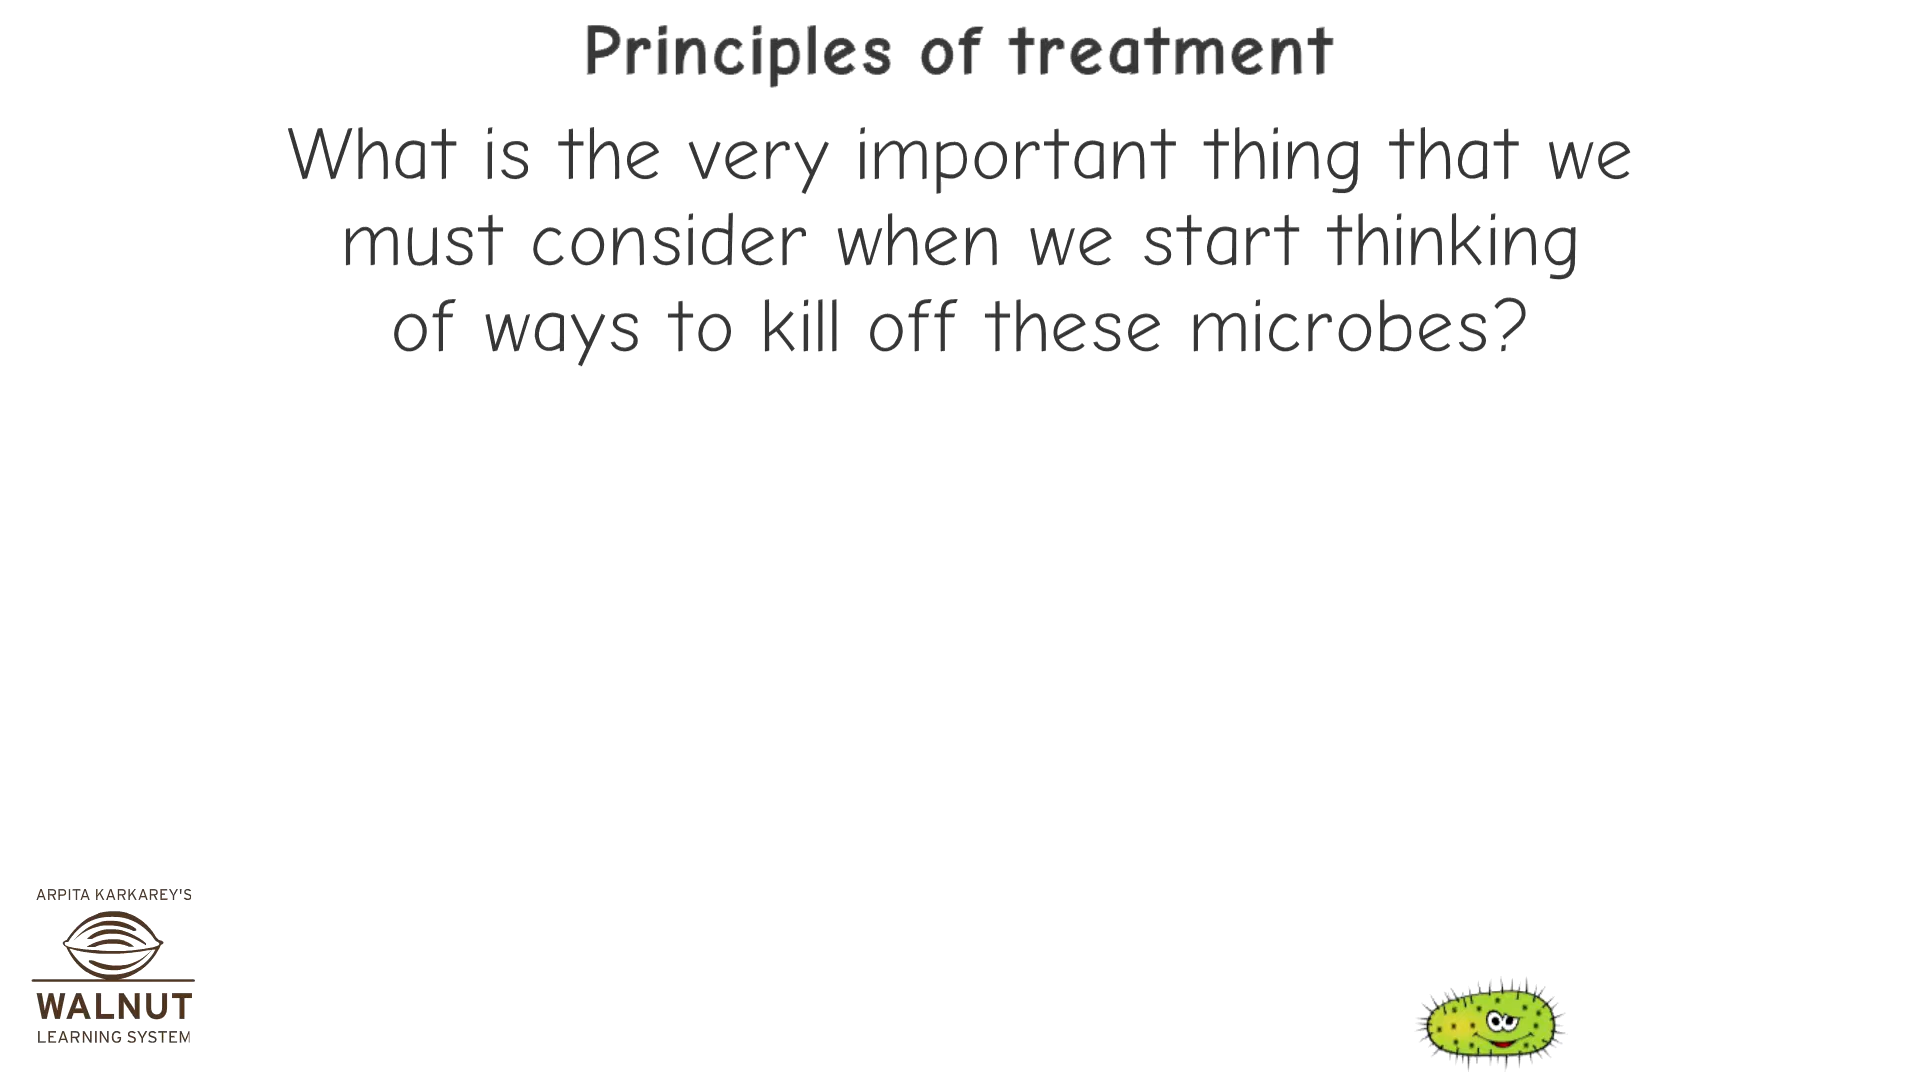 Principles of treatment
What is the very important thing that we
must consider when we start thinking
of ways to kill off these microbes?
ARPITA KARKAREY'S
WALNUT
LEARNING SYSTEM